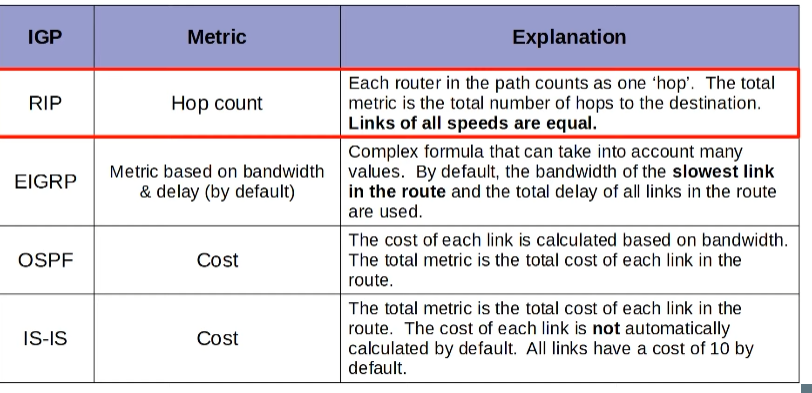 IGP
Metric
Explanation
RIP
Hop count
Each router in the path counts as one ‘hop’.  The total
metric is the total number of hops to the destination.
Links of all speeds are equal.
EIGRP
Metric based on bandwidth
& delay (by default)
Complex formula that can take into account many
values.  By default, the bandwidth of the slowest link
in the route and the total delay of all links in the route
are used.
OSPF
Cost
The cost of each link is calculated based on bandwidth.
The total metric is the total cost of each link in the
route.
IS-IS
Cost
The total metric is the total cost of each link in the
route.  The cost of each link is not automatically
calculated by default.  All links have a cost of 10 by
default.